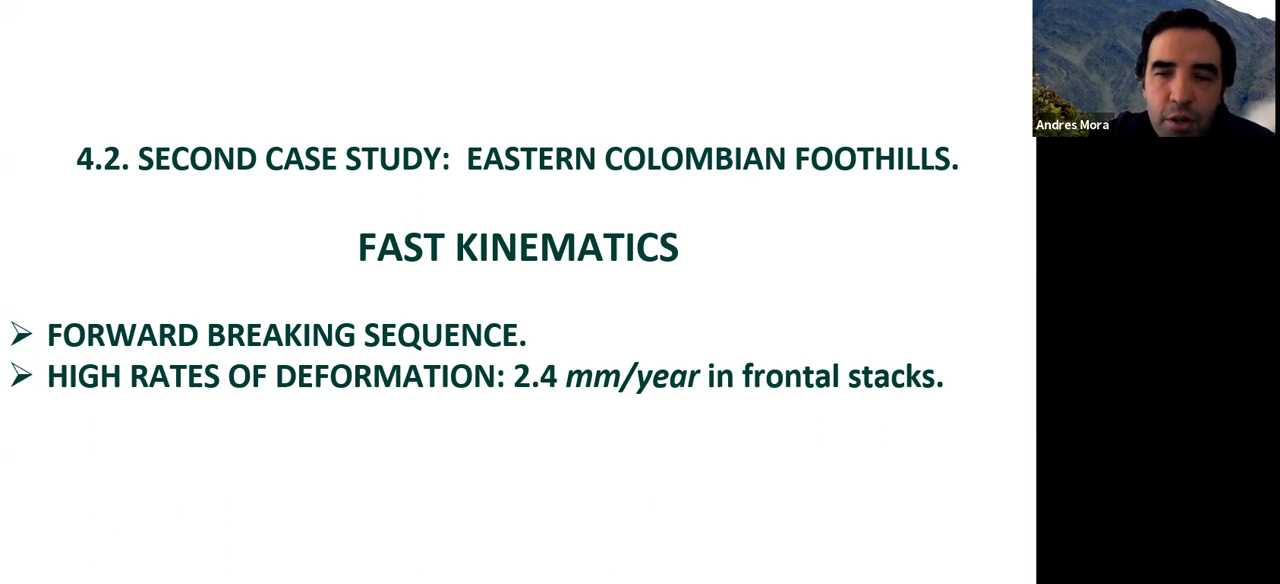 4.2. SECOND CASE STUDY: EASTERN COLOMBIAN FOOTHILLS.
FAST KINEMATICS
➢ FORWARD BREAKING SEQUENCE.
➢ HIGH RATES OF DEFORMATION: 2.4 mm/year in frontal stacks.
Andres Mora